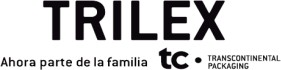 TRILEX
Ahora parte de la familia tc • TRANSCONTINENTAL
PACKAGING